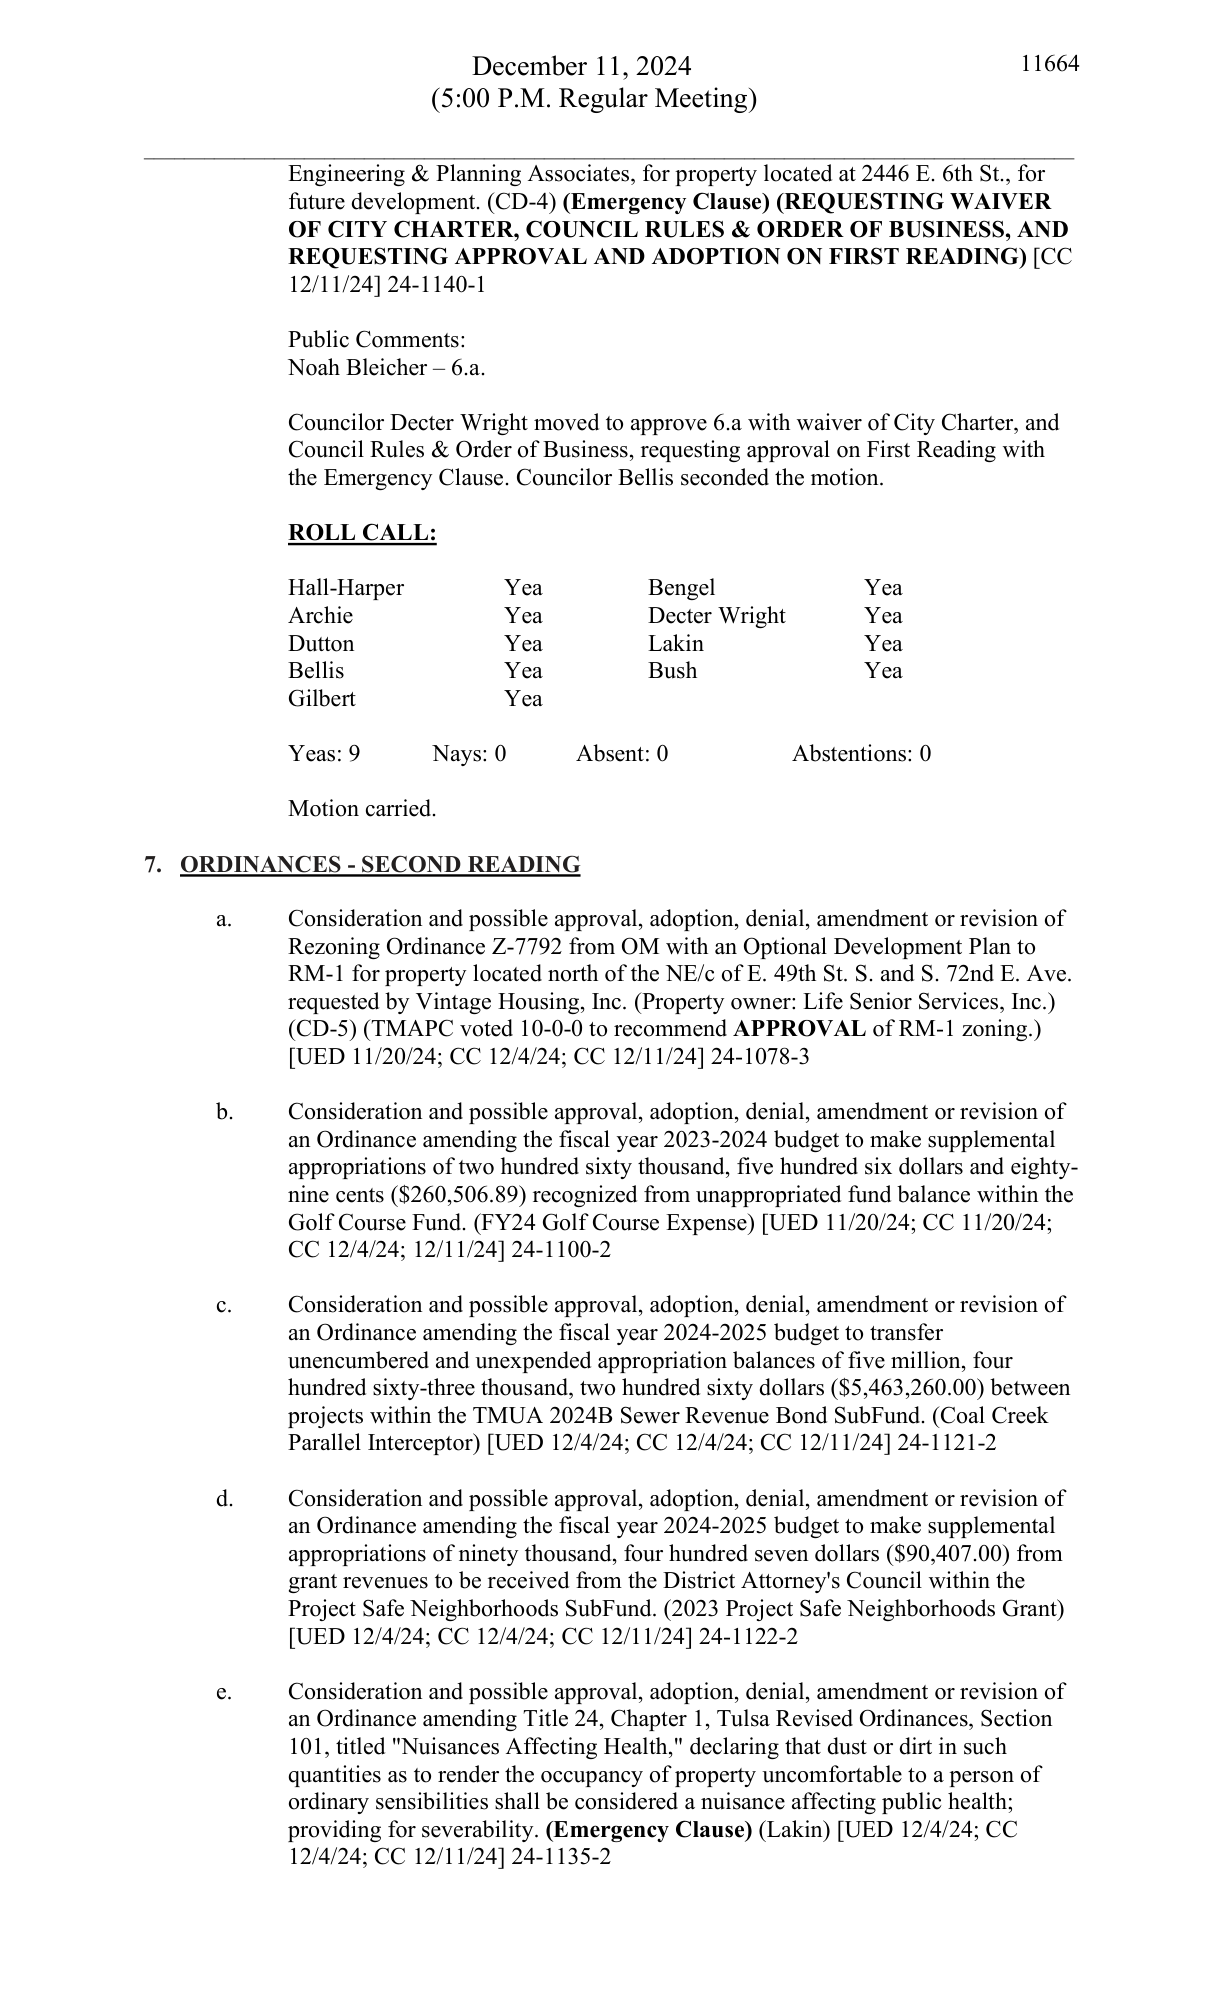 December 11, 2024
11664
(5:00 P.M. Regular Meeting)
Engineering & Planning Associates, for property located at 2446 E. 6th St., for
future development. (CD-4) (Emergency Clause) (REQUESTING WAIVER
OF CITY CHARTER, COUNCIL RULES & ORDER OF BUSINESS, AND
REQUESTING APPROVAL AND ADOPTION ON FIRST READING) [CC
12/11/24] 24-1140-1
Public Comments:
Noah Bleicher – 6.a.
Councilor Decter Wright moved to approve 6.a with waiver of City Charter, and
Council Rules & Order of Business, requesting approval on First Reading with
the Emergency Clause. Councilor Bellis seconded the motion.
ROLL CALL:
Hall-Harper Yea Bengel Yea
Archie Yea Decter Wright Yea
Dutton Yea Lakin Yea
Bellis Yea Bush Yea
Gilbert Yea
Yeas: 9 Nays: 0 Absent: 0 Abstentions: 0
Motion carried.
7. ORDINANCES - SECOND READING
a. Consideration and possible approval, adoption, denial, amendment or revision of
Rezoning Ordinance Z-7792 from OM with an Optional Development Plan to
RM-1 for property located north of the NE/c of E. 49th St. S. and S. 72nd E. Ave.
requested by Vintage Housing, Inc. (Property owner: Life Senior Services, Inc.)
(CD-5) (TMAPC voted 10-0-0 to recommend APPROVAL of RM-1 zoning.)
[UED 11/20/24; CC 12/4/24; CC 12/11/24] 24-1078-3
b. Consideration and possible approval, adoption, denial, amendment or revision of
an Ordinance amending the fiscal year 2023-2024 budget to make supplemental
appropriations of two hundred sixty thousand, five hundred six dollars and eighty-
nine cents ($260,506.89) recognized from unappropriated fund balance within the
Golf Course Fund. (FY24 Golf Course Expense) [UED 11/20/24; CC 11/20/24;
CC 12/4/24; 12/11/24] 24-1100-2
c. Consideration and possible approval, adoption, denial, amendment or revision of
an Ordinance amending the fiscal year 2024-2025 budget to transfer
unencumbered and unexpended appropriation balances of five million, four
hundred sixty-three thousand, two hundred sixty dollars ($5,463,260.00) between
projects within the TMUA 2024B Sewer Revenue Bond SubFund. (Coal Creek
Parallel Interceptor) [UED 12/4/24; CC 12/4/24; CC 12/11/24] 24-1121-2
d. Consideration and possible approval, adoption, denial, amendment or revision of
an Ordinance amending the fiscal year 2024-2025 budget to make supplemental
appropriations of ninety thousand, four hundred seven dollars ($90,407.00) from
grant revenues to be received from the District Attorney's Council within the
Project Safe Neighborhoods SubFund. (2023 Project Safe Neighborhoods Grant)
[UED 12/4/24; CC 12/4/24; CC 12/11/24] 24-1122-2
e. Consideration and possible approval, adoption, denial, amendment or revision of
an Ordinance amending Title 24, Chapter 1, Tulsa Revised Ordinances, Section
101, titled "Nuisances Affecting Health," declaring that dust or dirt in such
quantities as to render the occupancy of property uncomfortable to a person of
ordinary sensibilities shall be considered a nuisance affecting public health;
providing for severability. (Emergency Clause) (Lakin) [UED 12/4/24; CC
12/4/24; CC 12/11/24] 24-1135-2